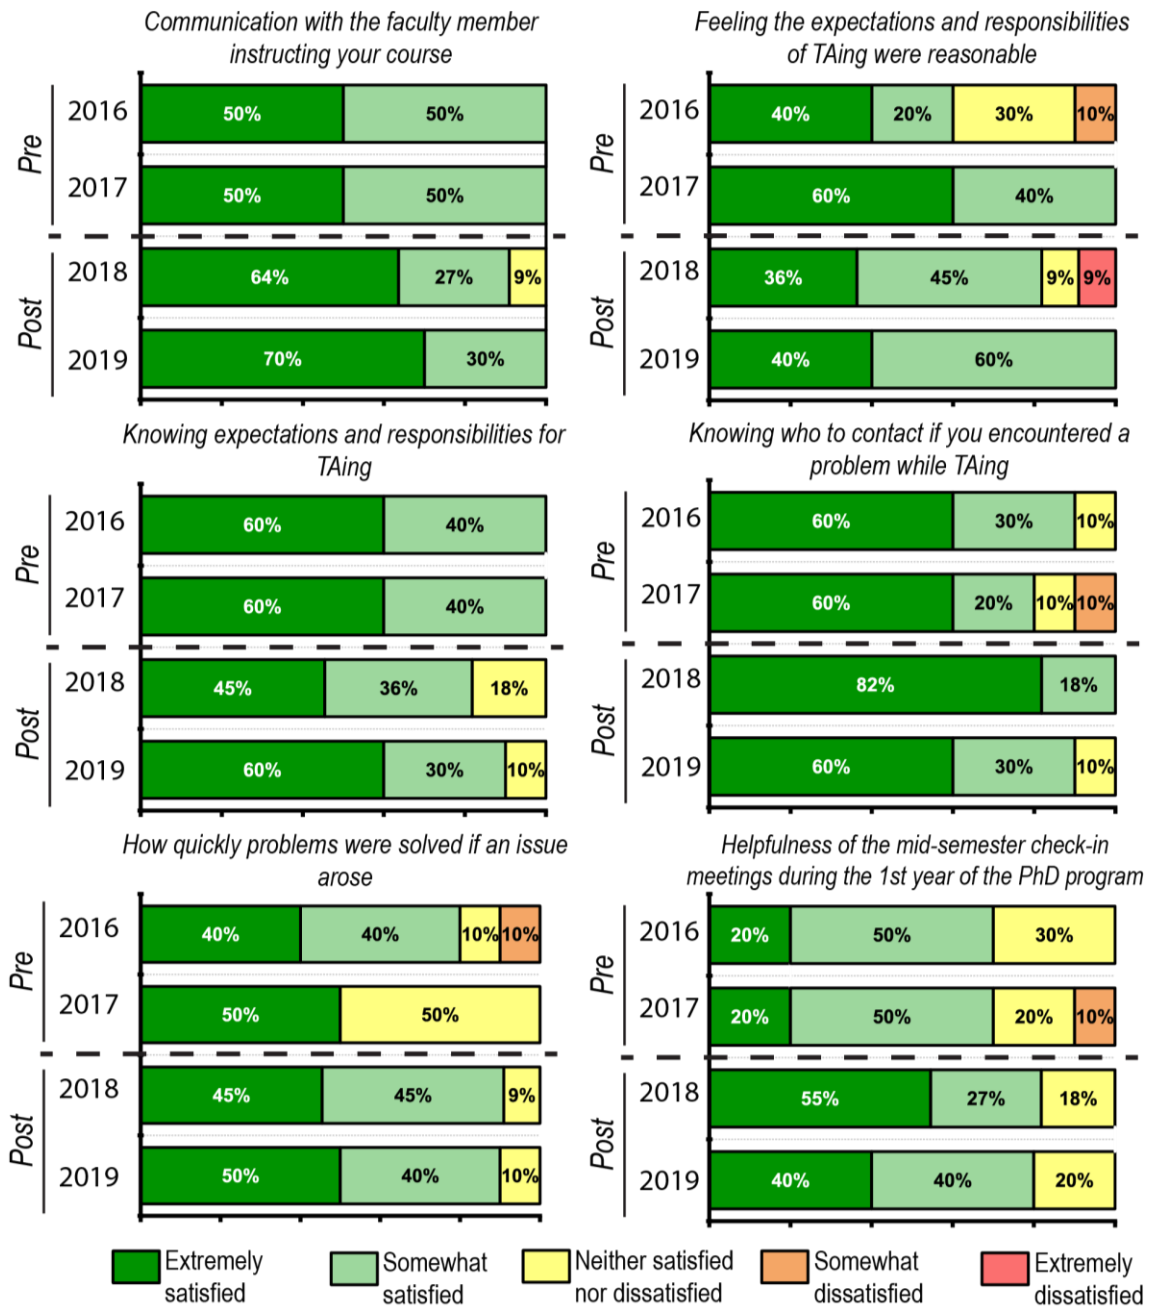 Communication with the faculty member
instructing your course
Pre
2016
50% 50%
2017
50% 50%
Post
2018
64% 27% 9%
2019
70% 30%
Feeling the expectations and responsibilities
of TAing were reasonable
Pre
2016
40% 20% 30% 10%
2017
60% 40%
Post
2018
36% 45% 9% 9%
2019
40% 60%
Knowing expectations and responsibilities for
TAing
Pre
2016
60% 40%
2017
60% 40%
Post
2018
45% 36% 18%
2019
60% 30% 10%
Knowing who to contact if you encountered a
problem while TAing
Pre
2016
60% 30% 10%
2017
60% 20% 10% 10%
Post
2018
82% 18%
2019
60% 30% 10%
How quickly problems were solved if an issue
arose
Pre
2016
40% 40% 10% 10%
2017
50% 50%
Post
2018
45% 45% 9%
2019
50% 40% 10%
Helpfulness of the mid-semester check-in
meetings during the 1st year of the PhD program
Pre
2016
20% 50% 30%
2017
20% 50% 20% 10%
Post
2018
55% 27% 18%
2019
40% 40% 20%
Extremely
satisfied
Somewhat
satisfied
Neither satisfied
nor dissatisfied
Somewhat
dissatisfied
Extremely
dissatisfied